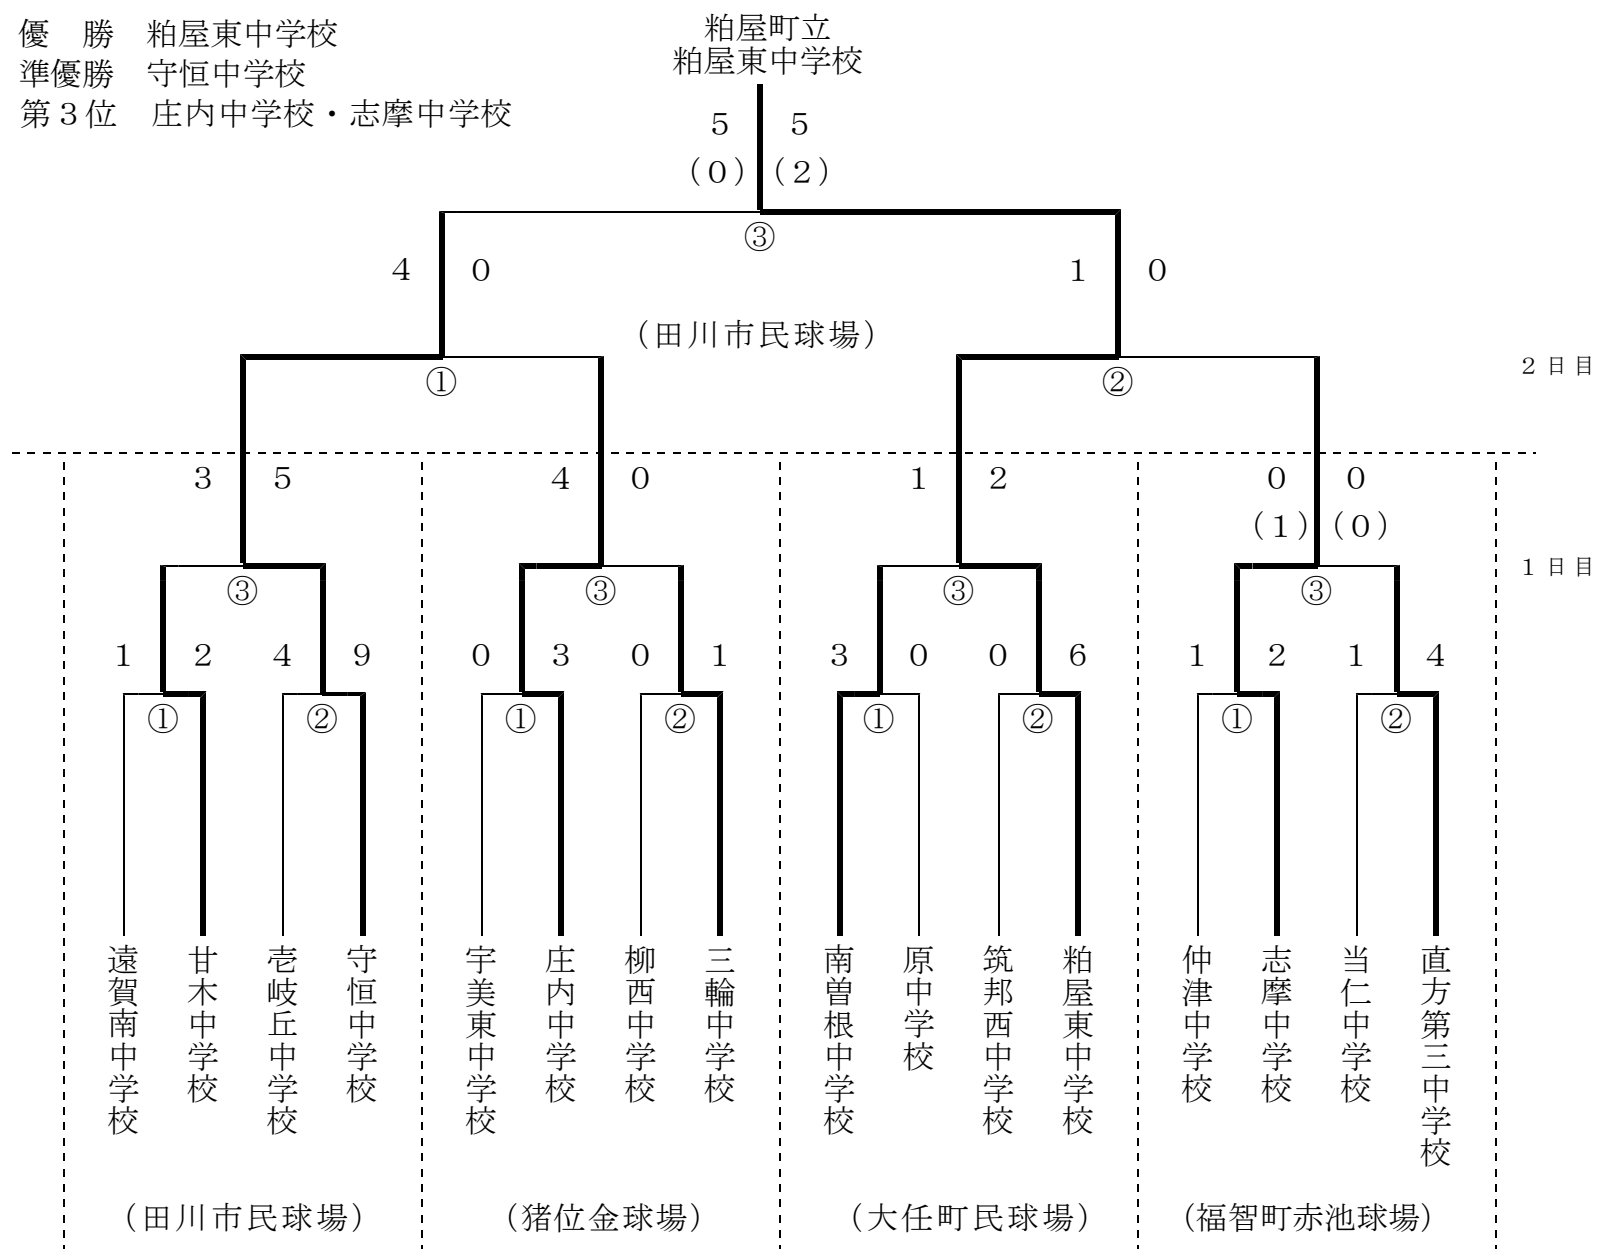 優　勝　粕屋東中学校
準優勝　守恒中学校
第３位　庄内中学校・志摩中学校
粕屋町立
粕屋東中学校
５　５
（０）（２）
③
４　０　１　０
（田川市民球場）
①　②
２日目
３　５　４　０　１　２　０　０
（１）（０）
１日目
③　③　③　③
１　２　４　９　０　３　０　１　３　０　０　６　１　２　１　４
①　②　①　②　①　②　①　②
遠賀南中学校
甘木中学校
壱岐丘中学校
守恒中学校
宇美東中学校
庄内中学校
柳西中学校
三輪中学校
南曽根中学校
原中学校
筑邦西中学校
粕屋東中学校
仲津中学校
志摩中学校
当仁中学校
直方第三中学校
（田川市民球場）　（猪位金球場）　（大任町民球場）　（福智町赤池球場）